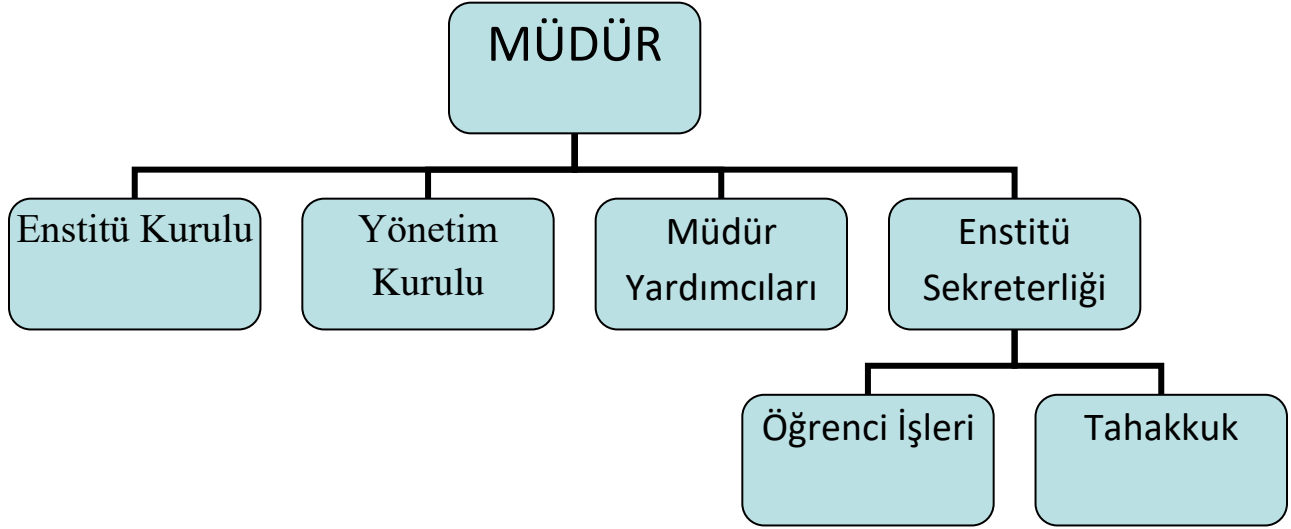 MÜDÜR
Enstitü Kurulu
Yönetim
Kurulu
Müdür
Yardımcıları
Enstitü
Sekreterliği
Öğrenci İşleri
Tahakkuk